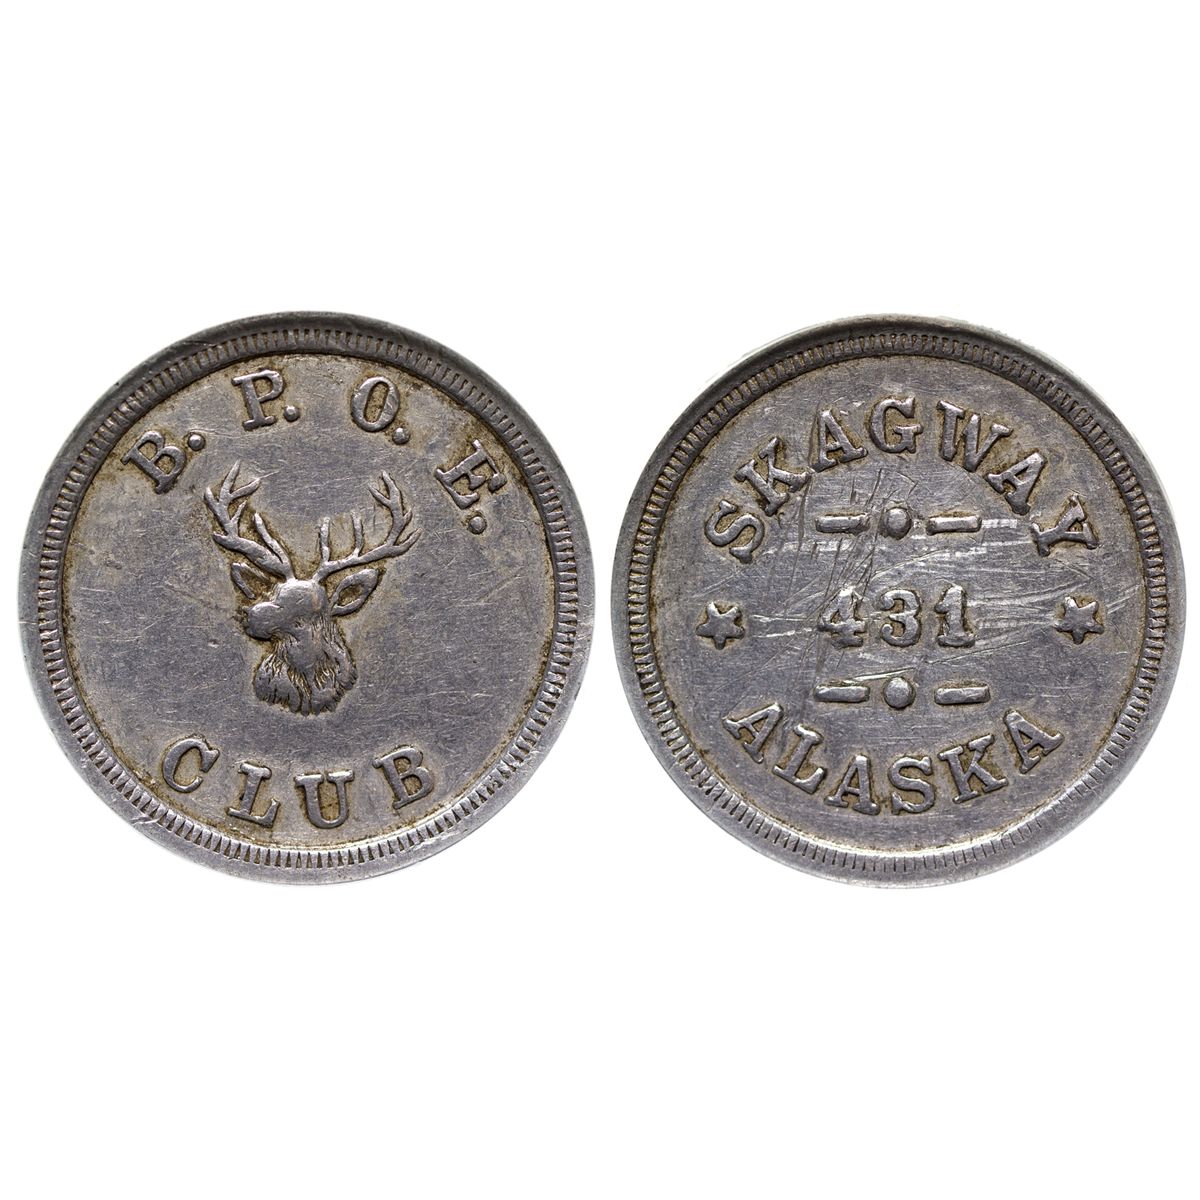 B. P. O. E.
CLUB
SKAGWAY
431
ALASKA